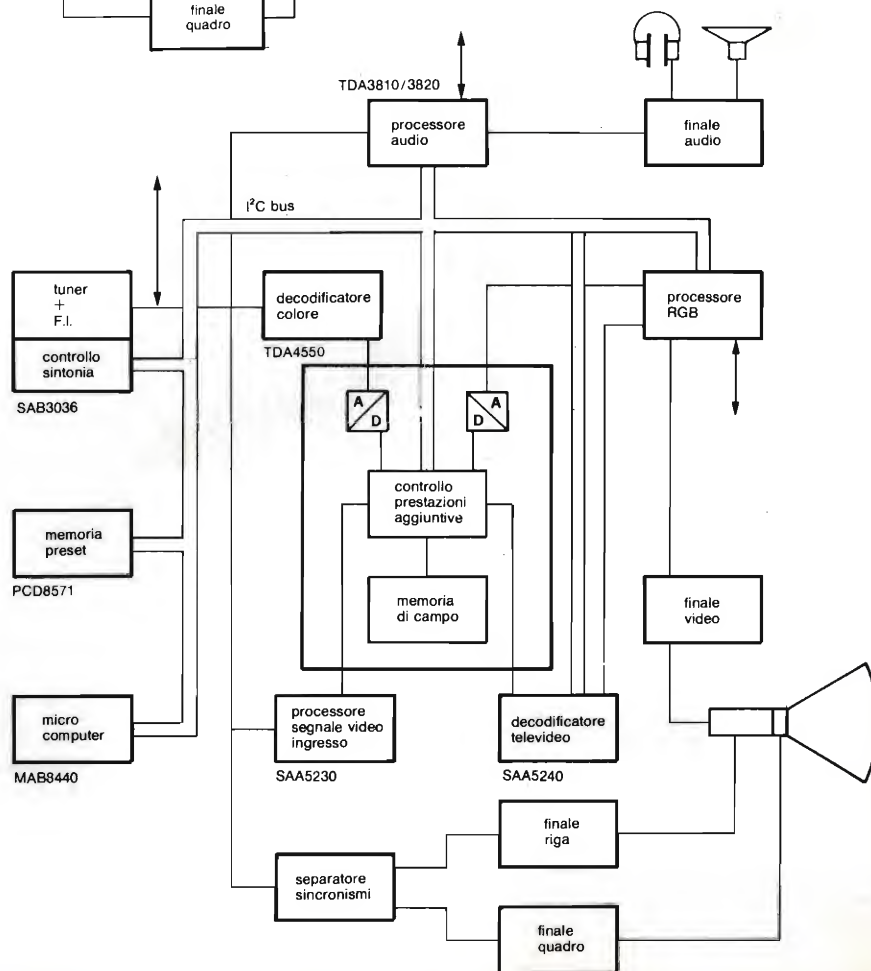 finale
quadro
TDA3810/3820
processore
audio
finale
audio
I²C bus
tuner
+
F.I.
controllo
sintonia
SAB3036
decodificatore
colore
TDA4550
processore
RGB
A
D
A
D
controllo
prestazioni
aggiuntive
memoria
di campo
memoria
preset
PCD8571
finale
video
micro
computer
MAB8440
processore
segnale video
ingresso
SAA5230
decodificatore
televideo
SAA5240
finale
riga
separatore
sincronismi
finale
quadro